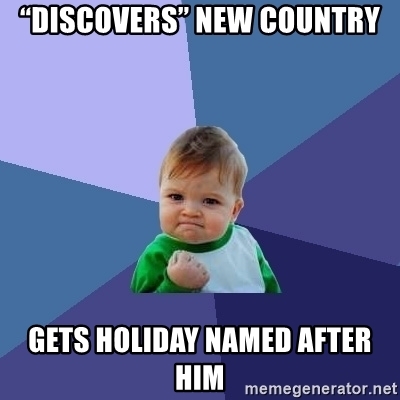 “DISCOVERS” NEW COUNTRY
GETS HOLIDAY NAMED AFTER
HIM
memegenerator.net